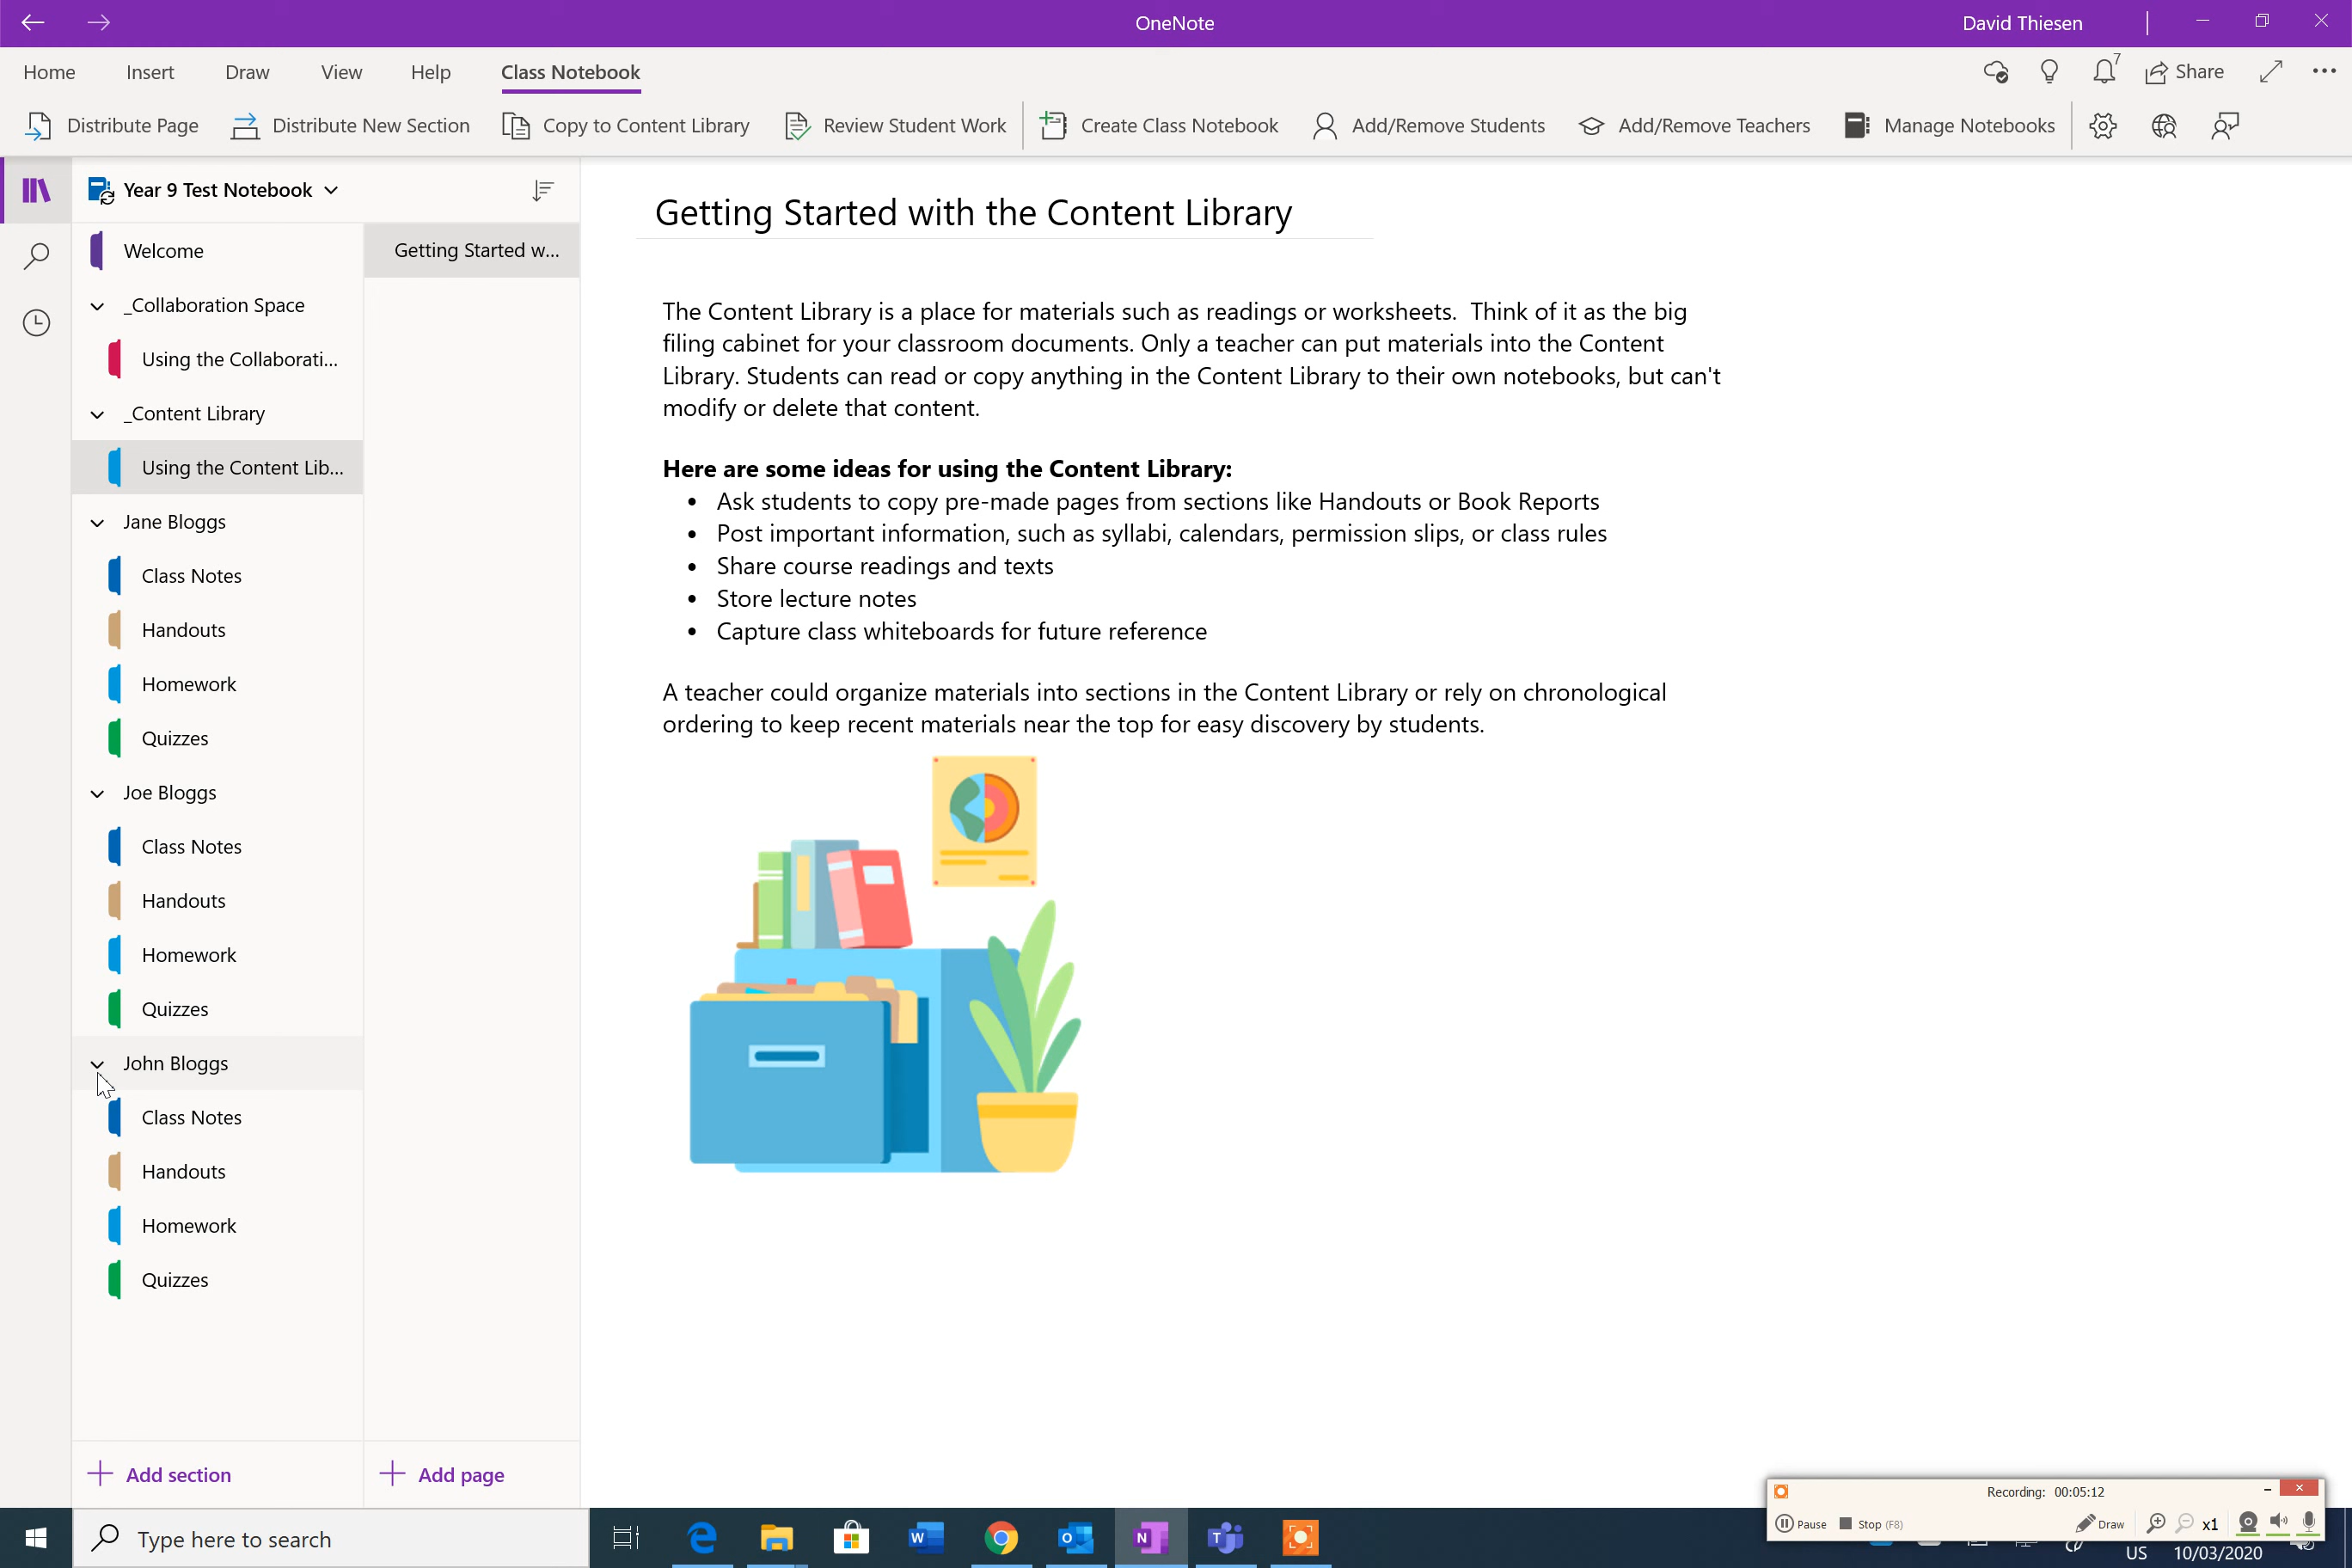 OneNote
David Thiesen
Home Insert Draw View Help Class Notebook
7
Share
Distribute Page Distribute New Section Copy to Content Library Review Student Work Create Class Notebook Add/Remove Students Add/Remove Teachers Manage Notebooks
Year 9 Test Notebook
Welcome
_Collaboration Space
Using the Collaborati...
_Content Library
Using the Content Lib...
Jane Bloggs
Class Notes
Handouts
Homework
Quizzes
Joe Bloggs
Class Notes
Handouts
Homework
Quizzes
John Bloggs
Class Notes
Handouts
Homework
Quizzes
Add section
Getting Started w...
Add page
Getting Started with the Content Library
The Content Library is a place for materials such as readings or worksheets. Think of it as the big
filing cabinet for your classroom documents. Only a teacher can put materials into the Content
Library. Students can read or copy anything in the Content Library to their own notebooks, but can't
modify or delete that content.
Here are some ideas for using the Content Library:
• Ask students to copy pre-made pages from sections like Handouts or Book Reports
• Post important information, such as syllabi, calendars, permission slips, or class rules
• Share course readings and texts
• Store lecture notes
• Capture class whiteboards for future reference
A teacher could organize materials into sections in the Content Library or rely on chronological
ordering to keep recent materials near the top for easy discovery by students.
Recording: 00:05:12
Pause Stop (F8) Draw x1
Type here to search
US 10/03/2020